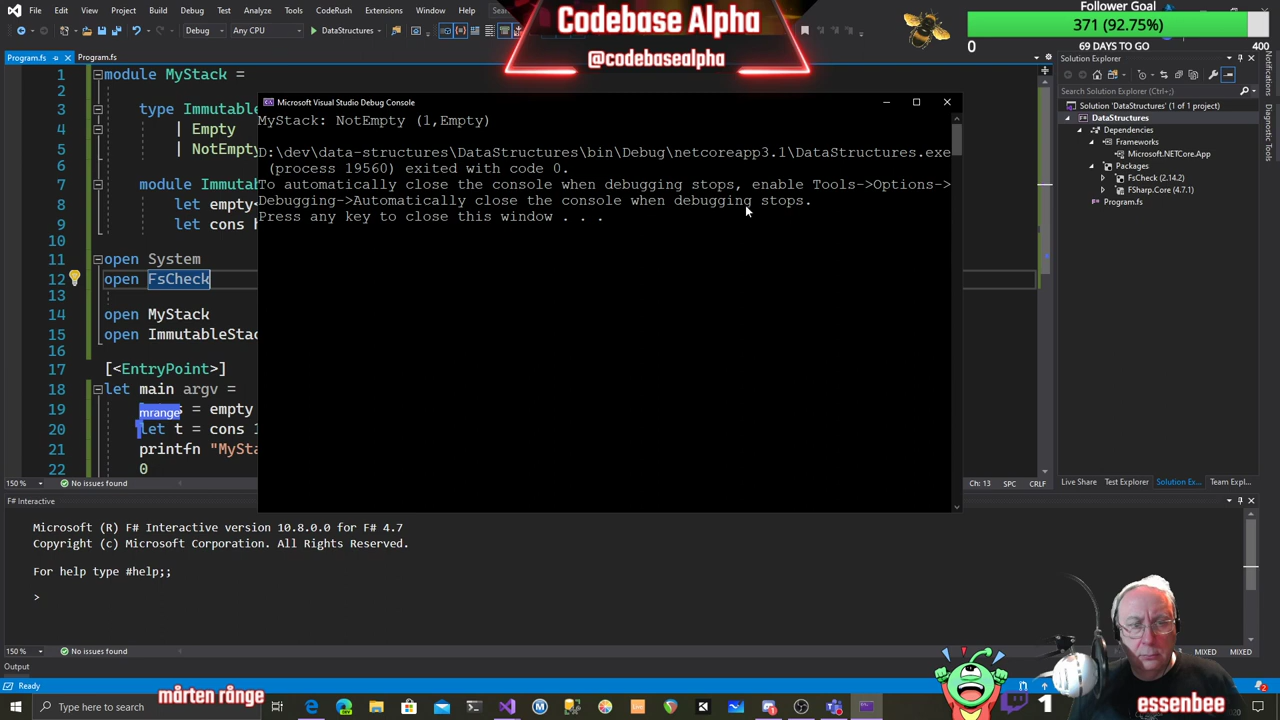 File Edit View Project Build Debug Test Analyze Tools CodeRush Extensions Window Help
Codebase Alpha
@codebasealpha
Follower Goal
371 (92.75%)
0 400
69 DAYS TO GO
Debug Any CPU DataStructures
Program.fs Program.fs
Solution Explorer
Search Solution Explorer (Ctrl+;)
Solution 'DataStructures' (1 of 1 project)
DataStructures
Dependencies
Frameworks
Microsoft.NETCore.App
Packages
FsCheck (2.14.2)
FSharp.Core (4.7.1)
Program.fs
Notifications
Diagnostic Tools
1 module MyStack =
2
3 type Immutabl
4 | Empty
5 | NotEmpty
6
7 module Immutab
8 let empty<
9 let cons h
10
11 open System
12 open FsCheck
13
14 open MyStack
15 open ImmutableStac
16
17 [<EntryPoint>]
18 let main argv =
19 = empty
mrange
20 let t = cons 1
21 printfn "MySta
22 0
Microsoft Visual Studio Debug Console
MyStack: NotEmpty (1,Empty)
D:\dev\data-structures\DataStructures\bin\Debug\netcoreapp3.1\DataStructures.exe
(process 19560) exited with code 0.
To automatically close the console when debugging stops, enable Tools->Options->
Debugging->Automatically close the console when debugging stops.
Press any key to close this window . . .
150 % No issues found
Ch: 13 SPC CRLF
Live Share Test Explorer Solution Ex... Team Expl...
F# Interactive
Microsoft (R) F# Interactive version 10.8.0.0 for F# 4.7
Copyright (c) Microsoft Corporation. All Rights Reserved.
For help type #help;;
>
150 % No issues found
MIXED MIXED
Output
Ready
1
mårten rånge
essenbee
Type here to search